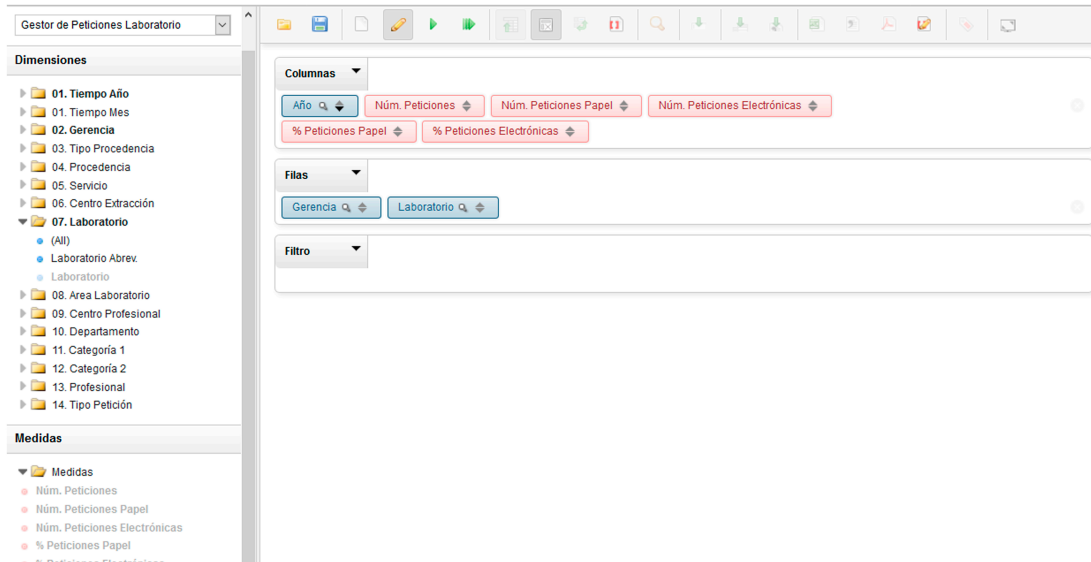 Gestor de Peticiones Laboratorio
Dimensiones
01. Tiempo Año
01. Tiempo Mes
02. Gerencia
03. Tipo Procedencia
04. Procedencia
05. Servicio
06. Centro Extracción
07. Laboratorio
(All)
Laboratorio Abrev.
Laboratorio
08. Area Laboratorio
09. Centro Profesional
10. Departamento
11. Categoría 1
12. Categoría 2
13. Profesional
14. Tipo Petición
Medidas
Medidas
Núm. Peticiones
Núm. Peticiones Papel
Núm. Peticiones Electrónicas
% Peticiones Papel
% Peticiones Electrónicas
Columnas
Año Núm. Peticiones Núm. Peticiones Papel Núm. Peticiones Electrónicas
% Peticiones Papel % Peticiones Electrónicas
Filas
Gerencia Laboratorio
Filtro